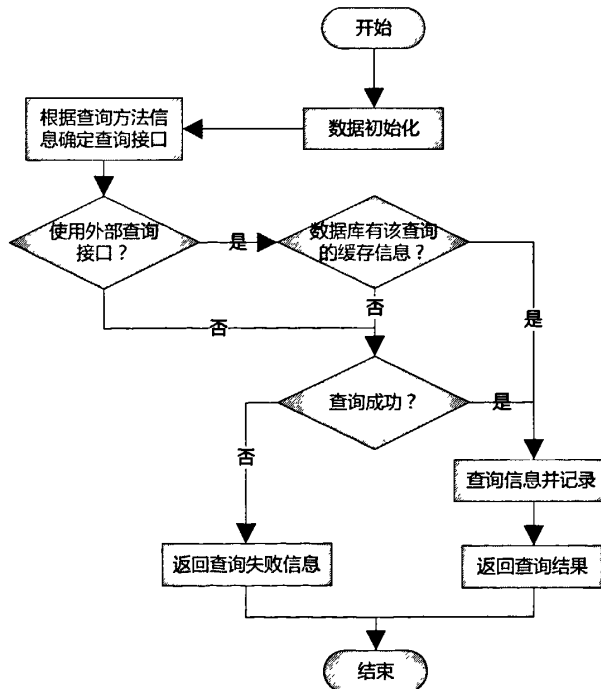 开始
数据初始化
根据查询方法信
息确定查询接口
使用外部查询
接口？
是
数据库有该查询
的缓存信息？
否
否
是
查询成功？
是
否
查询信息并记录
返回查询失败信息
返回查询结果
结束